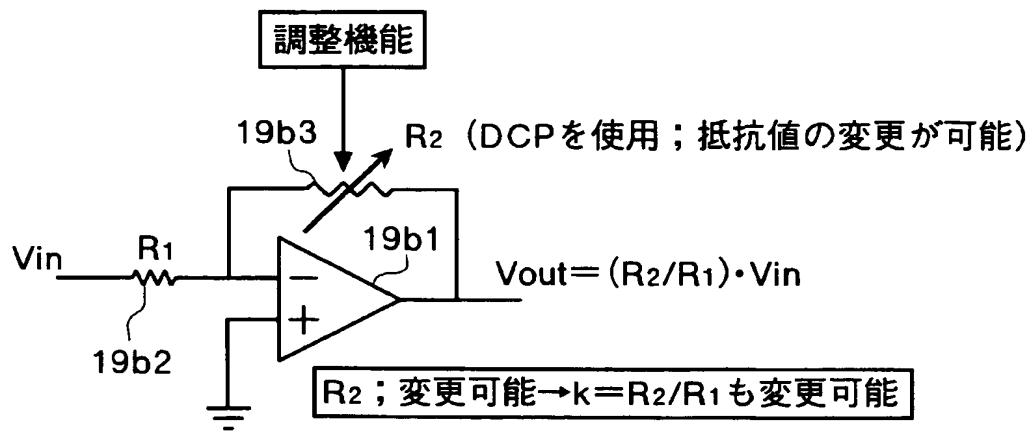 調整機能
19b3
R2 (DCPを使用;抵抗値の変更が可能)
19b1
Vin
R1
−
+
Vout=(R2/R1)・Vin
19b2
R2;変更可能→k=R2/R1も変更可能